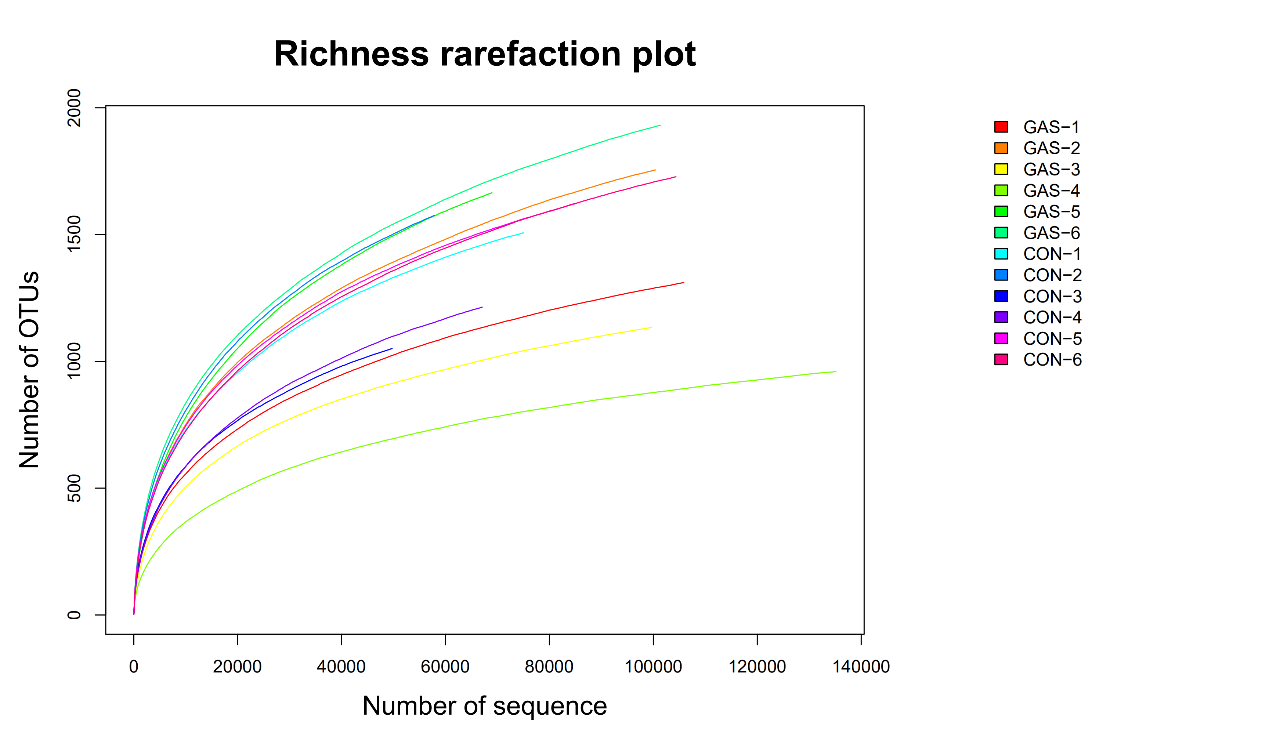 Richness rarefaction plot
Number of OTUs
2000
1500
1000
500
0
0 20000 40000 60000 80000 100000 120000 140000
Number of sequence
GAS−1
GAS−2
GAS−3
GAS−4
GAS−5
GAS−6
CON−1
CON−2
CON−3
CON−4
CON−5
CON−6